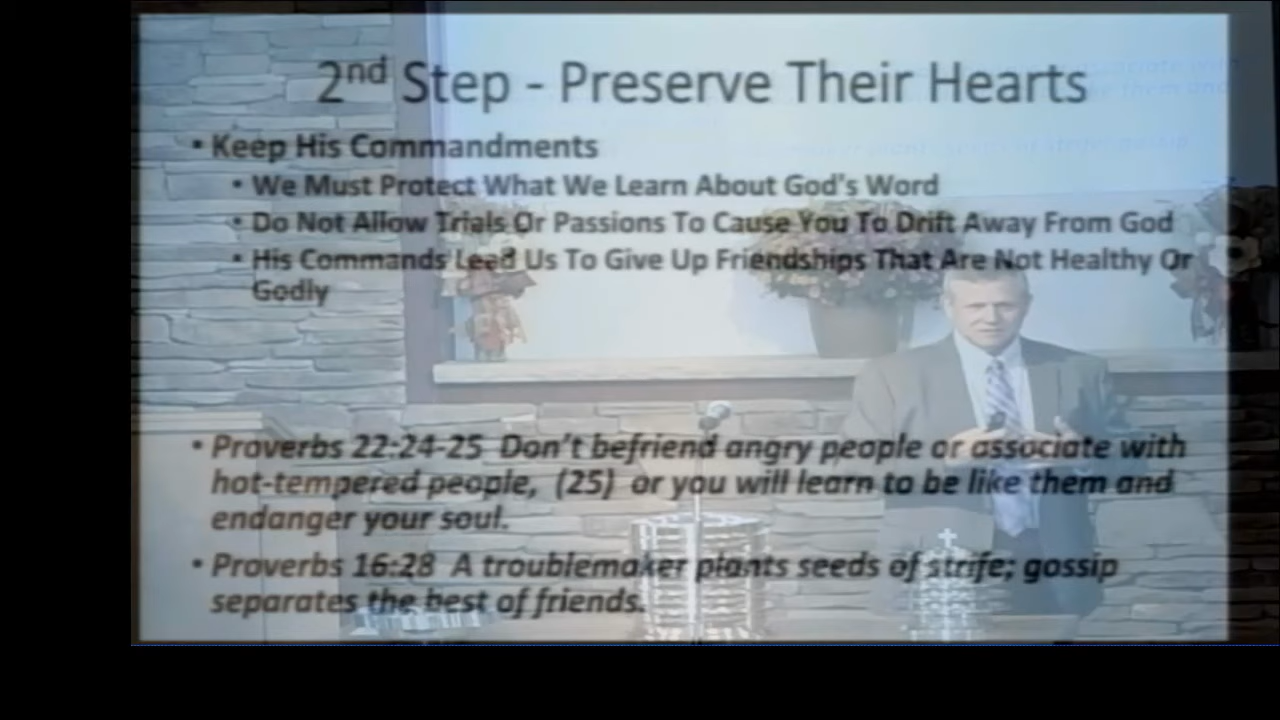 2nd Step - Preserve Their Hearts
• Keep His Commandments
• We Must Protect What We Learn About God's Word
• Do Not Allow Trials Or Passions To Cause You To Drift Away From God
• His Commands Lead Us To Give Up Friendships That Are Not Healthy Or
Godly
• Proverbs 22:24-25 Don't befriend angry people or associate with
hot-tempered people, (25) or you will learn to be like them and
endanger your soul.
• Proverbs 16:28 A troublemaker plants seeds of strife; gossip
separates the best of friends.